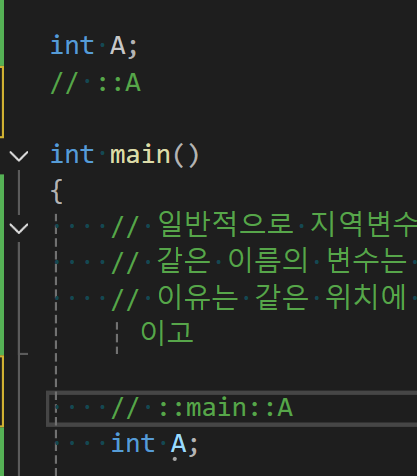 int A;
// ::A
int main()
{
// 일반적으로 지역변수
// 같은 이름의 변수는
// 이유는 같은 위치에
이고
// ::main::A
int A;